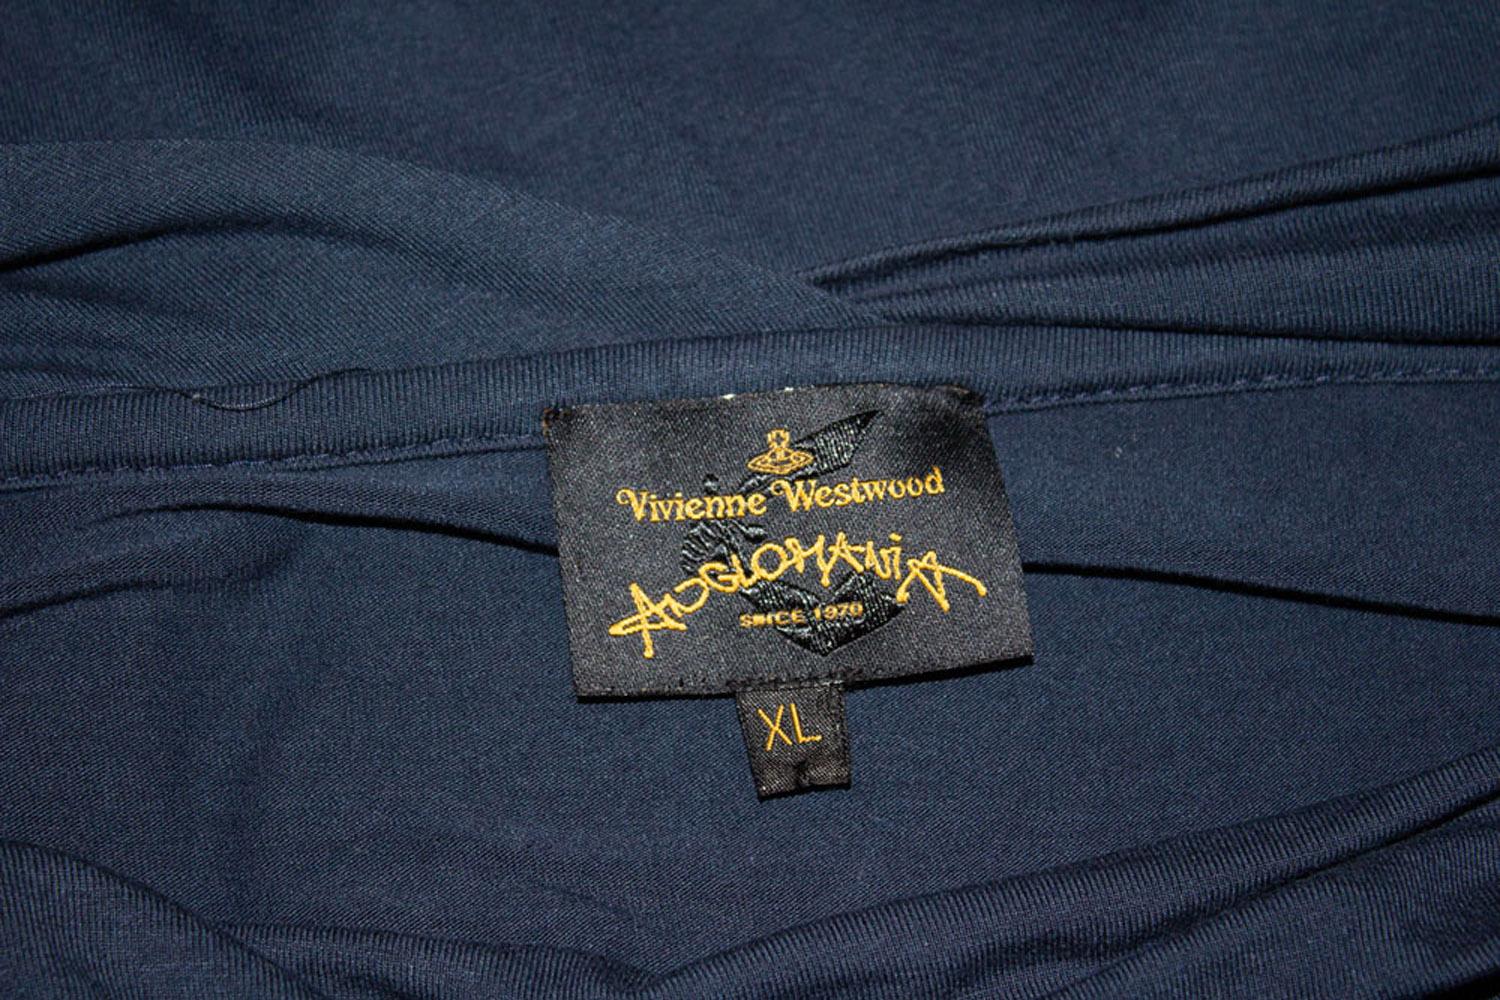 Vivienne Westwood
ANGLOMANIA
SINCE 1970
XL